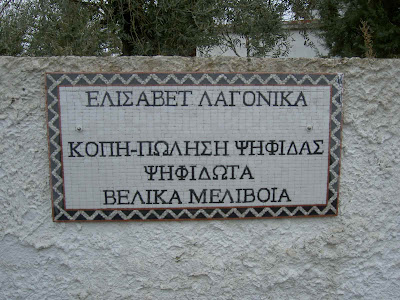 ΕΛΙΣΑΒΕΤ ΛΑΓΟΝΙΚΑ
ΚΟΠΗ-ΠΩΛΗΣΗ ΨΗΦΙΔΑΣ
ΨΗΦΙΔΩΤΑ
ΒΕΛΙΚΑ ΜΕΛΙΒΟΙΑ